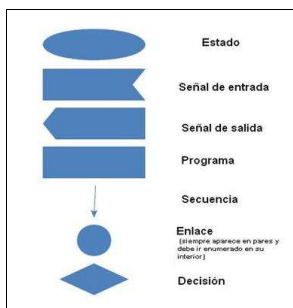 Estado
Señal de entrada
Señal de salida
Programa
Secuencia
Enlace
(siempre aparece en pares y
debe ir enumerado en su
interior)
Decisión